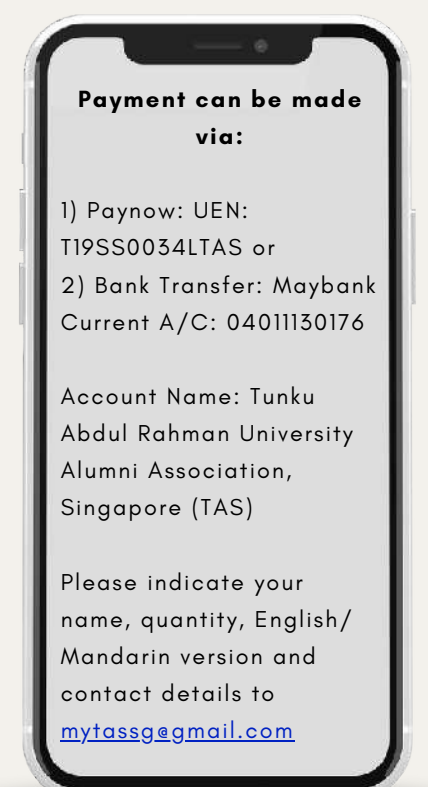 Payment can be made
via:
1) Paynow: UEN:
T19SS0034LTAS or
2) Bank Transfer: Maybank
Current A/C: 04011130176
Account Name: Tunku
Abdul Rahman University
Alumni Association,
Singapore (TAS)
Please indicate your
name, quantity, English/
Mandarin version and
contact details to
mytassg@gmail.com